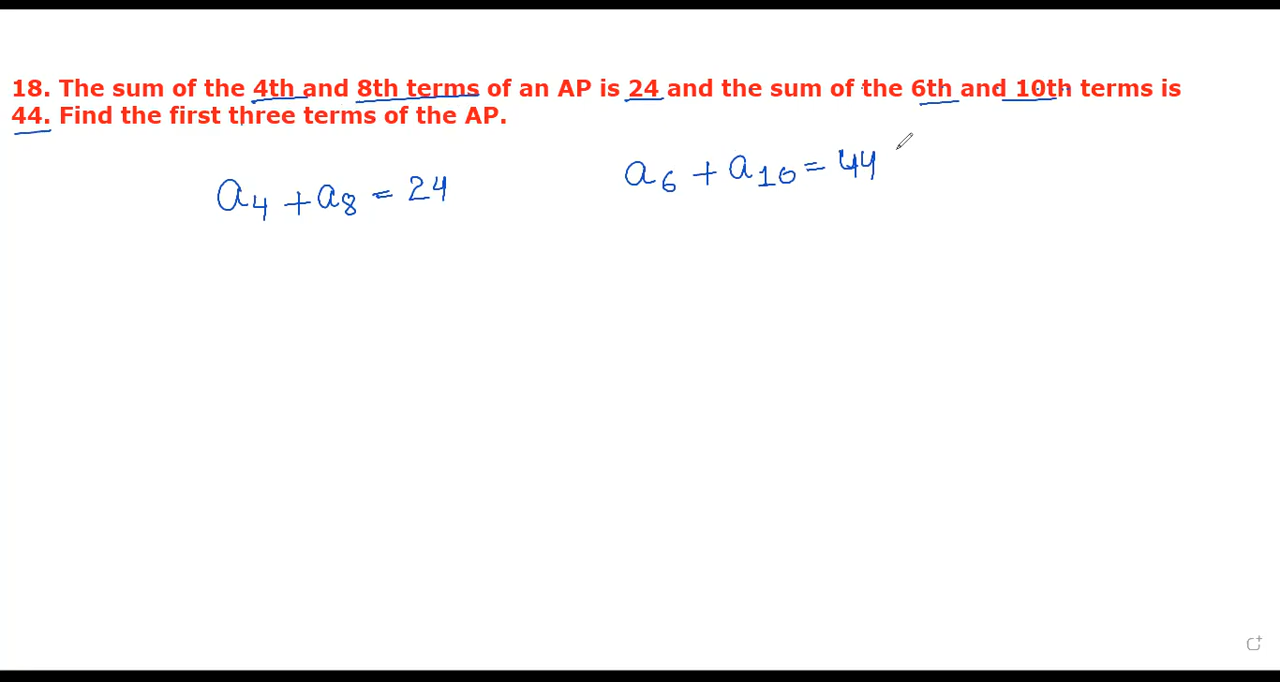 18. The sum of the 4th and 8th terms of an AP is 24 and the sum of the 6th and 10th terms is
44. Find the first three terms of the AP.
a₄ + a₈ = 24
a₆ + a₁₀ = 44